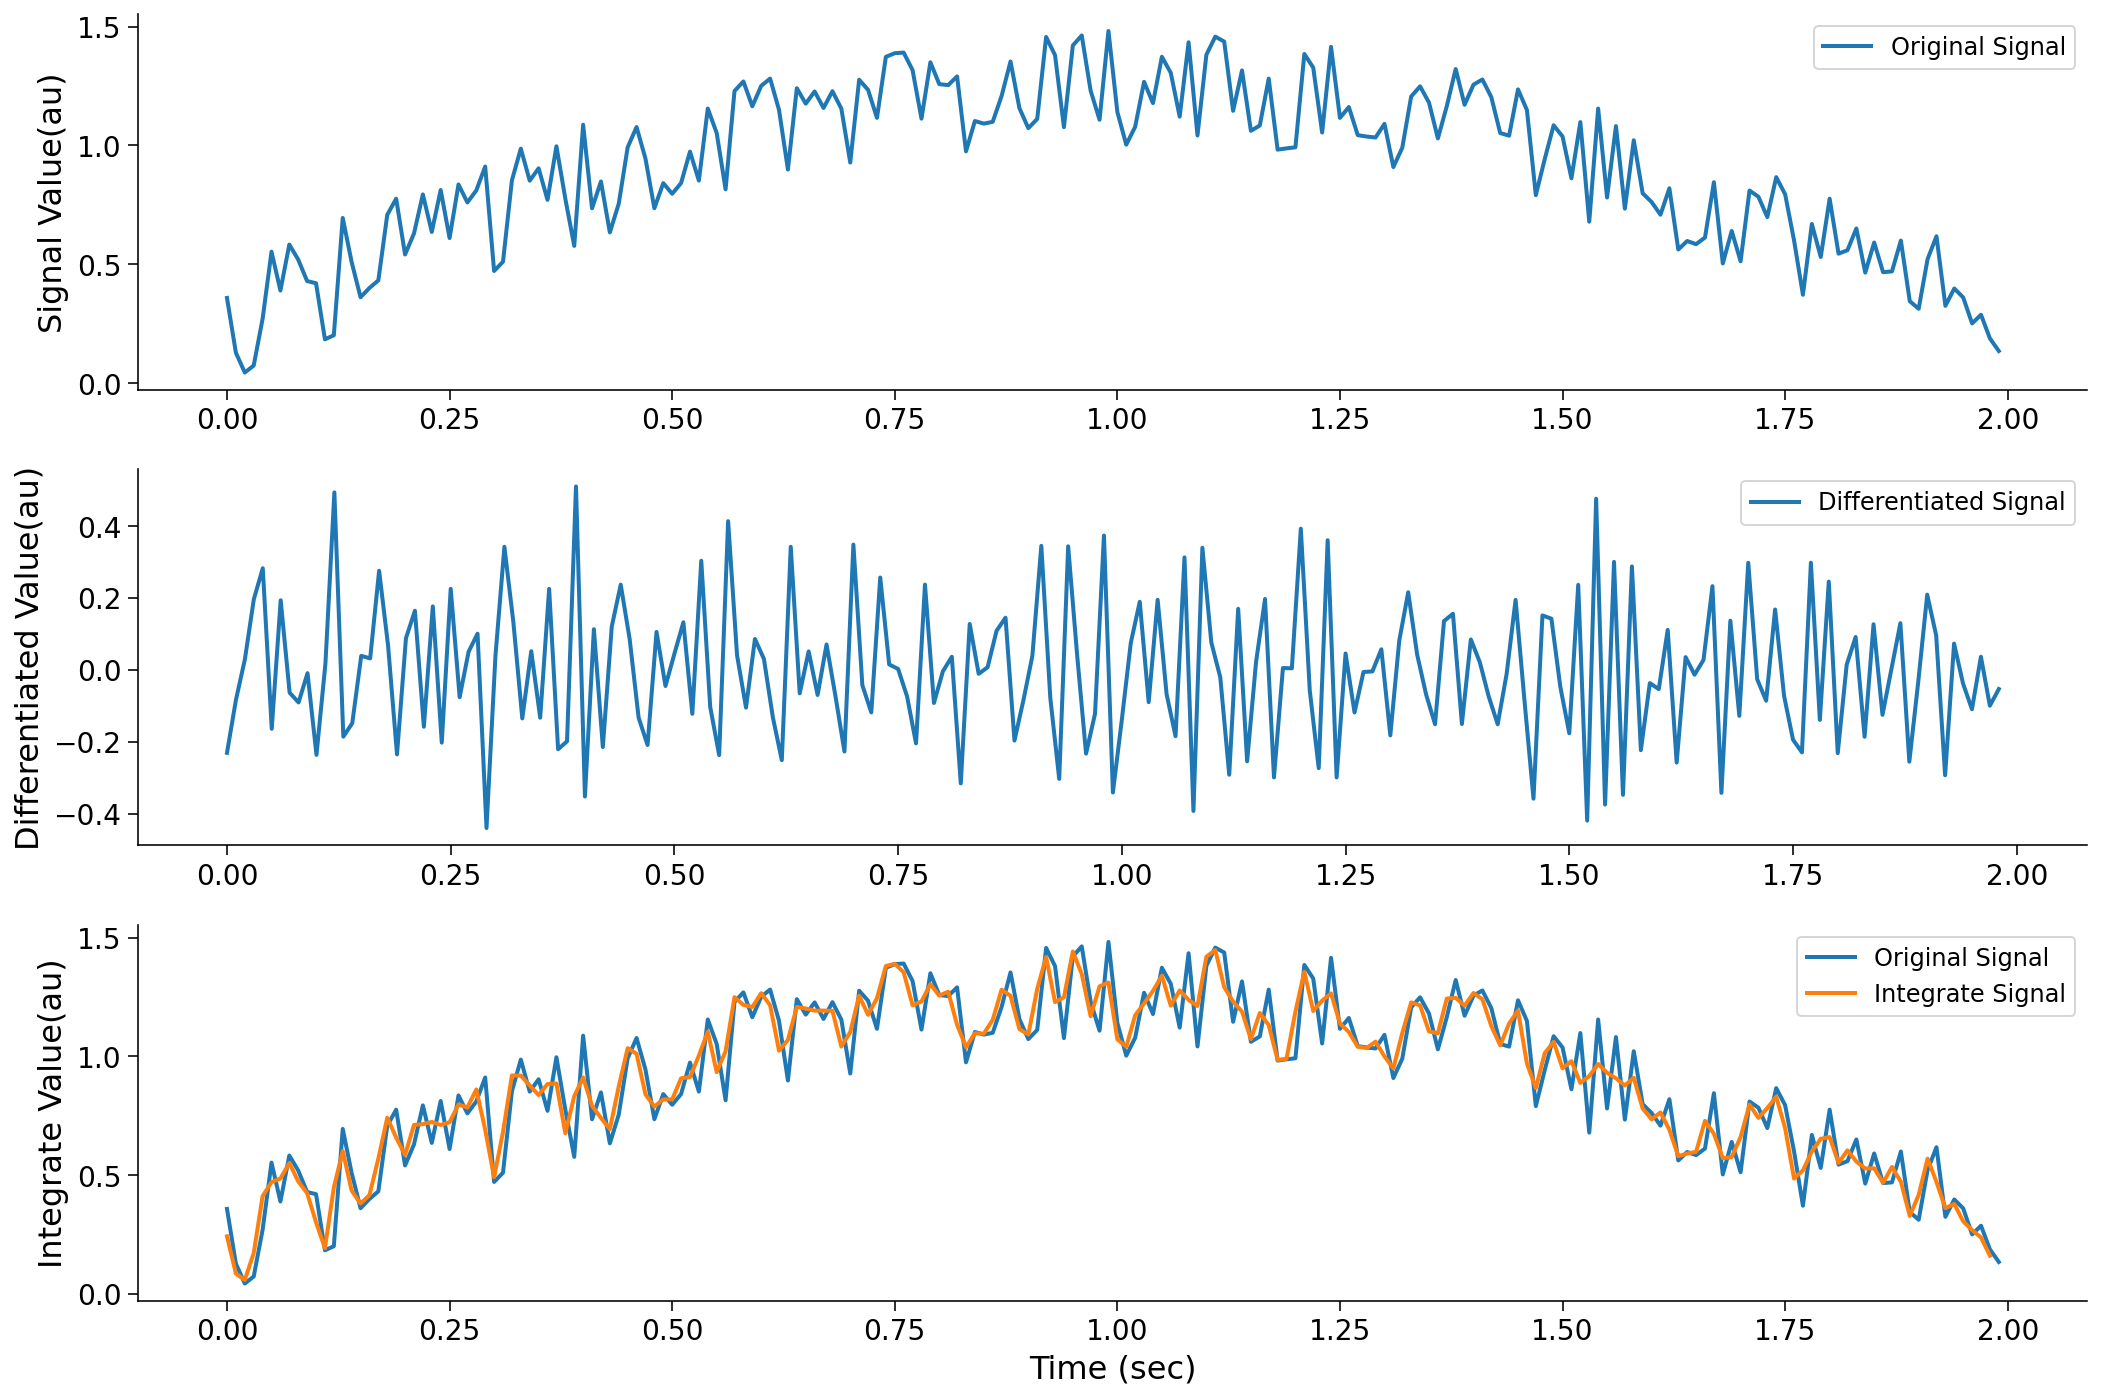 Signal Value(au)
1.5
1.0
0.5
0.0
Original Signal
0.00 0.25 0.50 0.75 1.00 1.25 1.50 1.75 2.00
Differentiated Value(au)
0.4
0.2
0.0
−0.2
−0.4
Differentiated Signal
0.00 0.25 0.50 0.75 1.00 1.25 1.50 1.75 2.00
Integrate Value(au)
1.5
1.0
0.5
0.0
Original Signal
Integrate Signal
0.00 0.25 0.50 0.75 1.00 1.25 1.50 1.75 2.00
Time (sec)